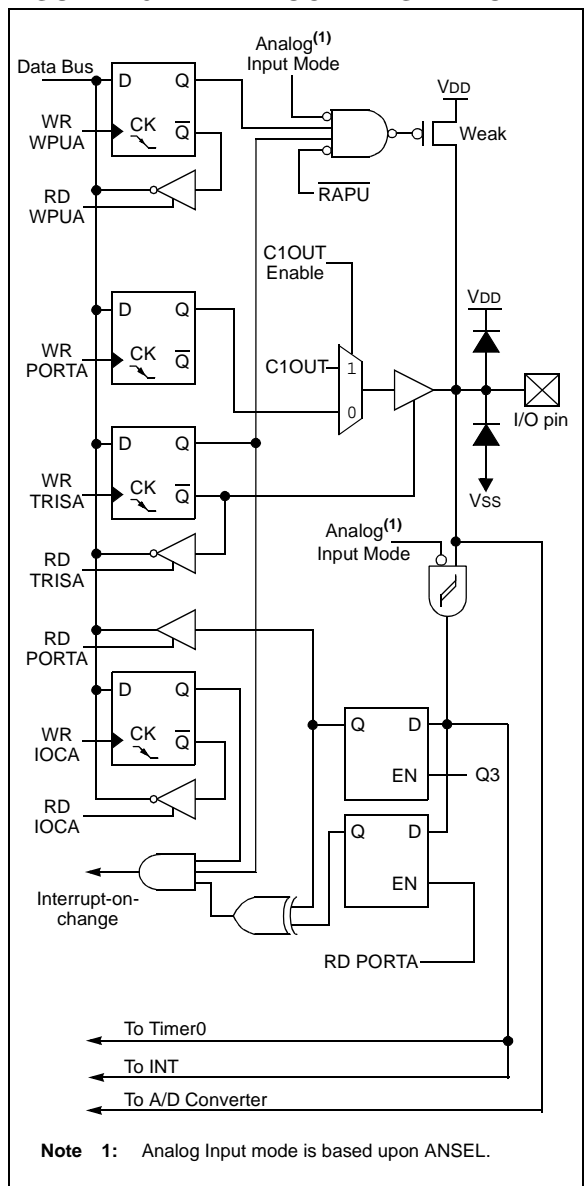 Analog(1)
Input Mode
Data Bus
D
Q
VDD
WR
WPUA
CK
Q
Weak
RD
WPUA
RAPU
C1OUT
Enable
VDD
D
Q
WR
PORTA
CK
Q
C1OUT
1
0
I/O pin
D
Q
WR
TRISA
CK
Q
VSS
Analog(1)
Input Mode
RD
TRISA
RD
PORTA
D
Q
WR
IOCA
CK
Q
Q
D
EN
Q3
RD
IOCA
Q
D
EN
Interrupt-on-
change
RD PORTA
To Timer0
To INT
To A/D Converter
Note 1: Analog Input mode is based upon ANSEL.